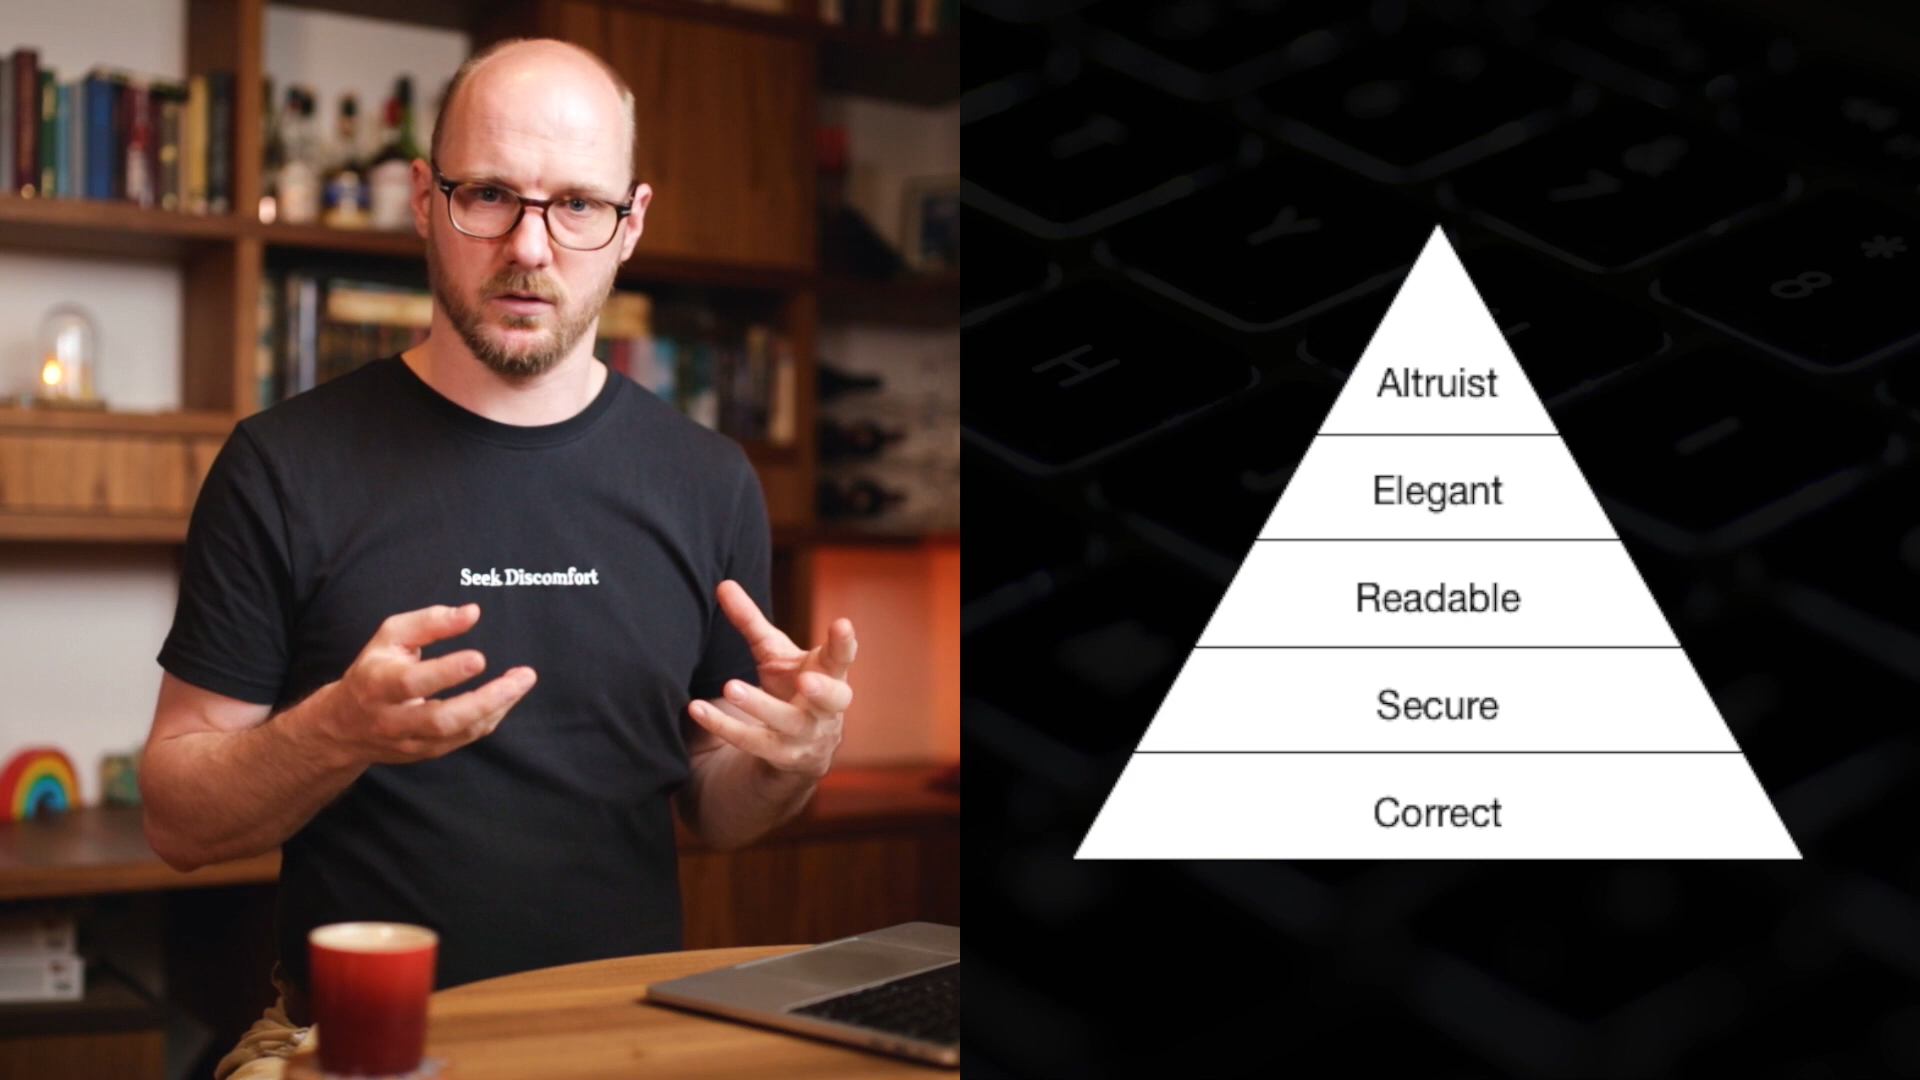 Seek Discomfort
Altruist
Elegant
Readable
Secure
Correct